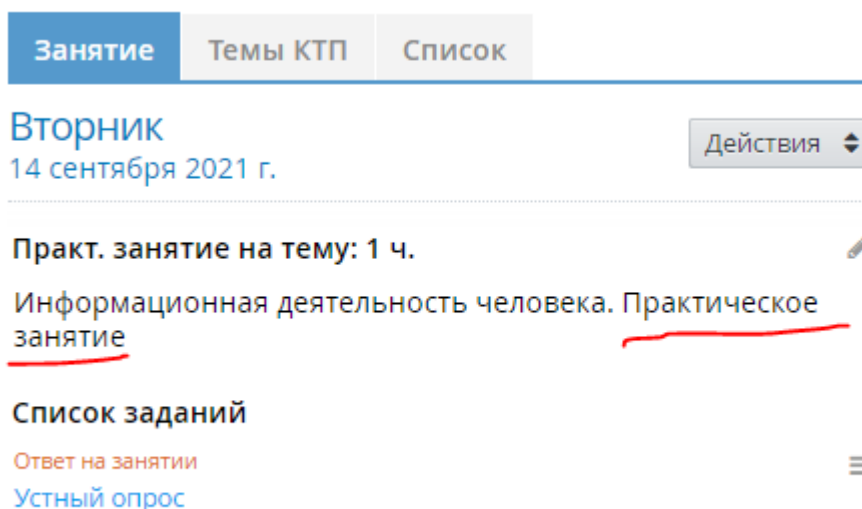 Занятие Темы КТП Список
Вторник
Действия
14 сентября 2021 г.
Практ. занятие на тему: 1 ч.
Информационная деятельность человека. Практическое
занятие
Список заданий
Ответ на занятии
Устный опрос